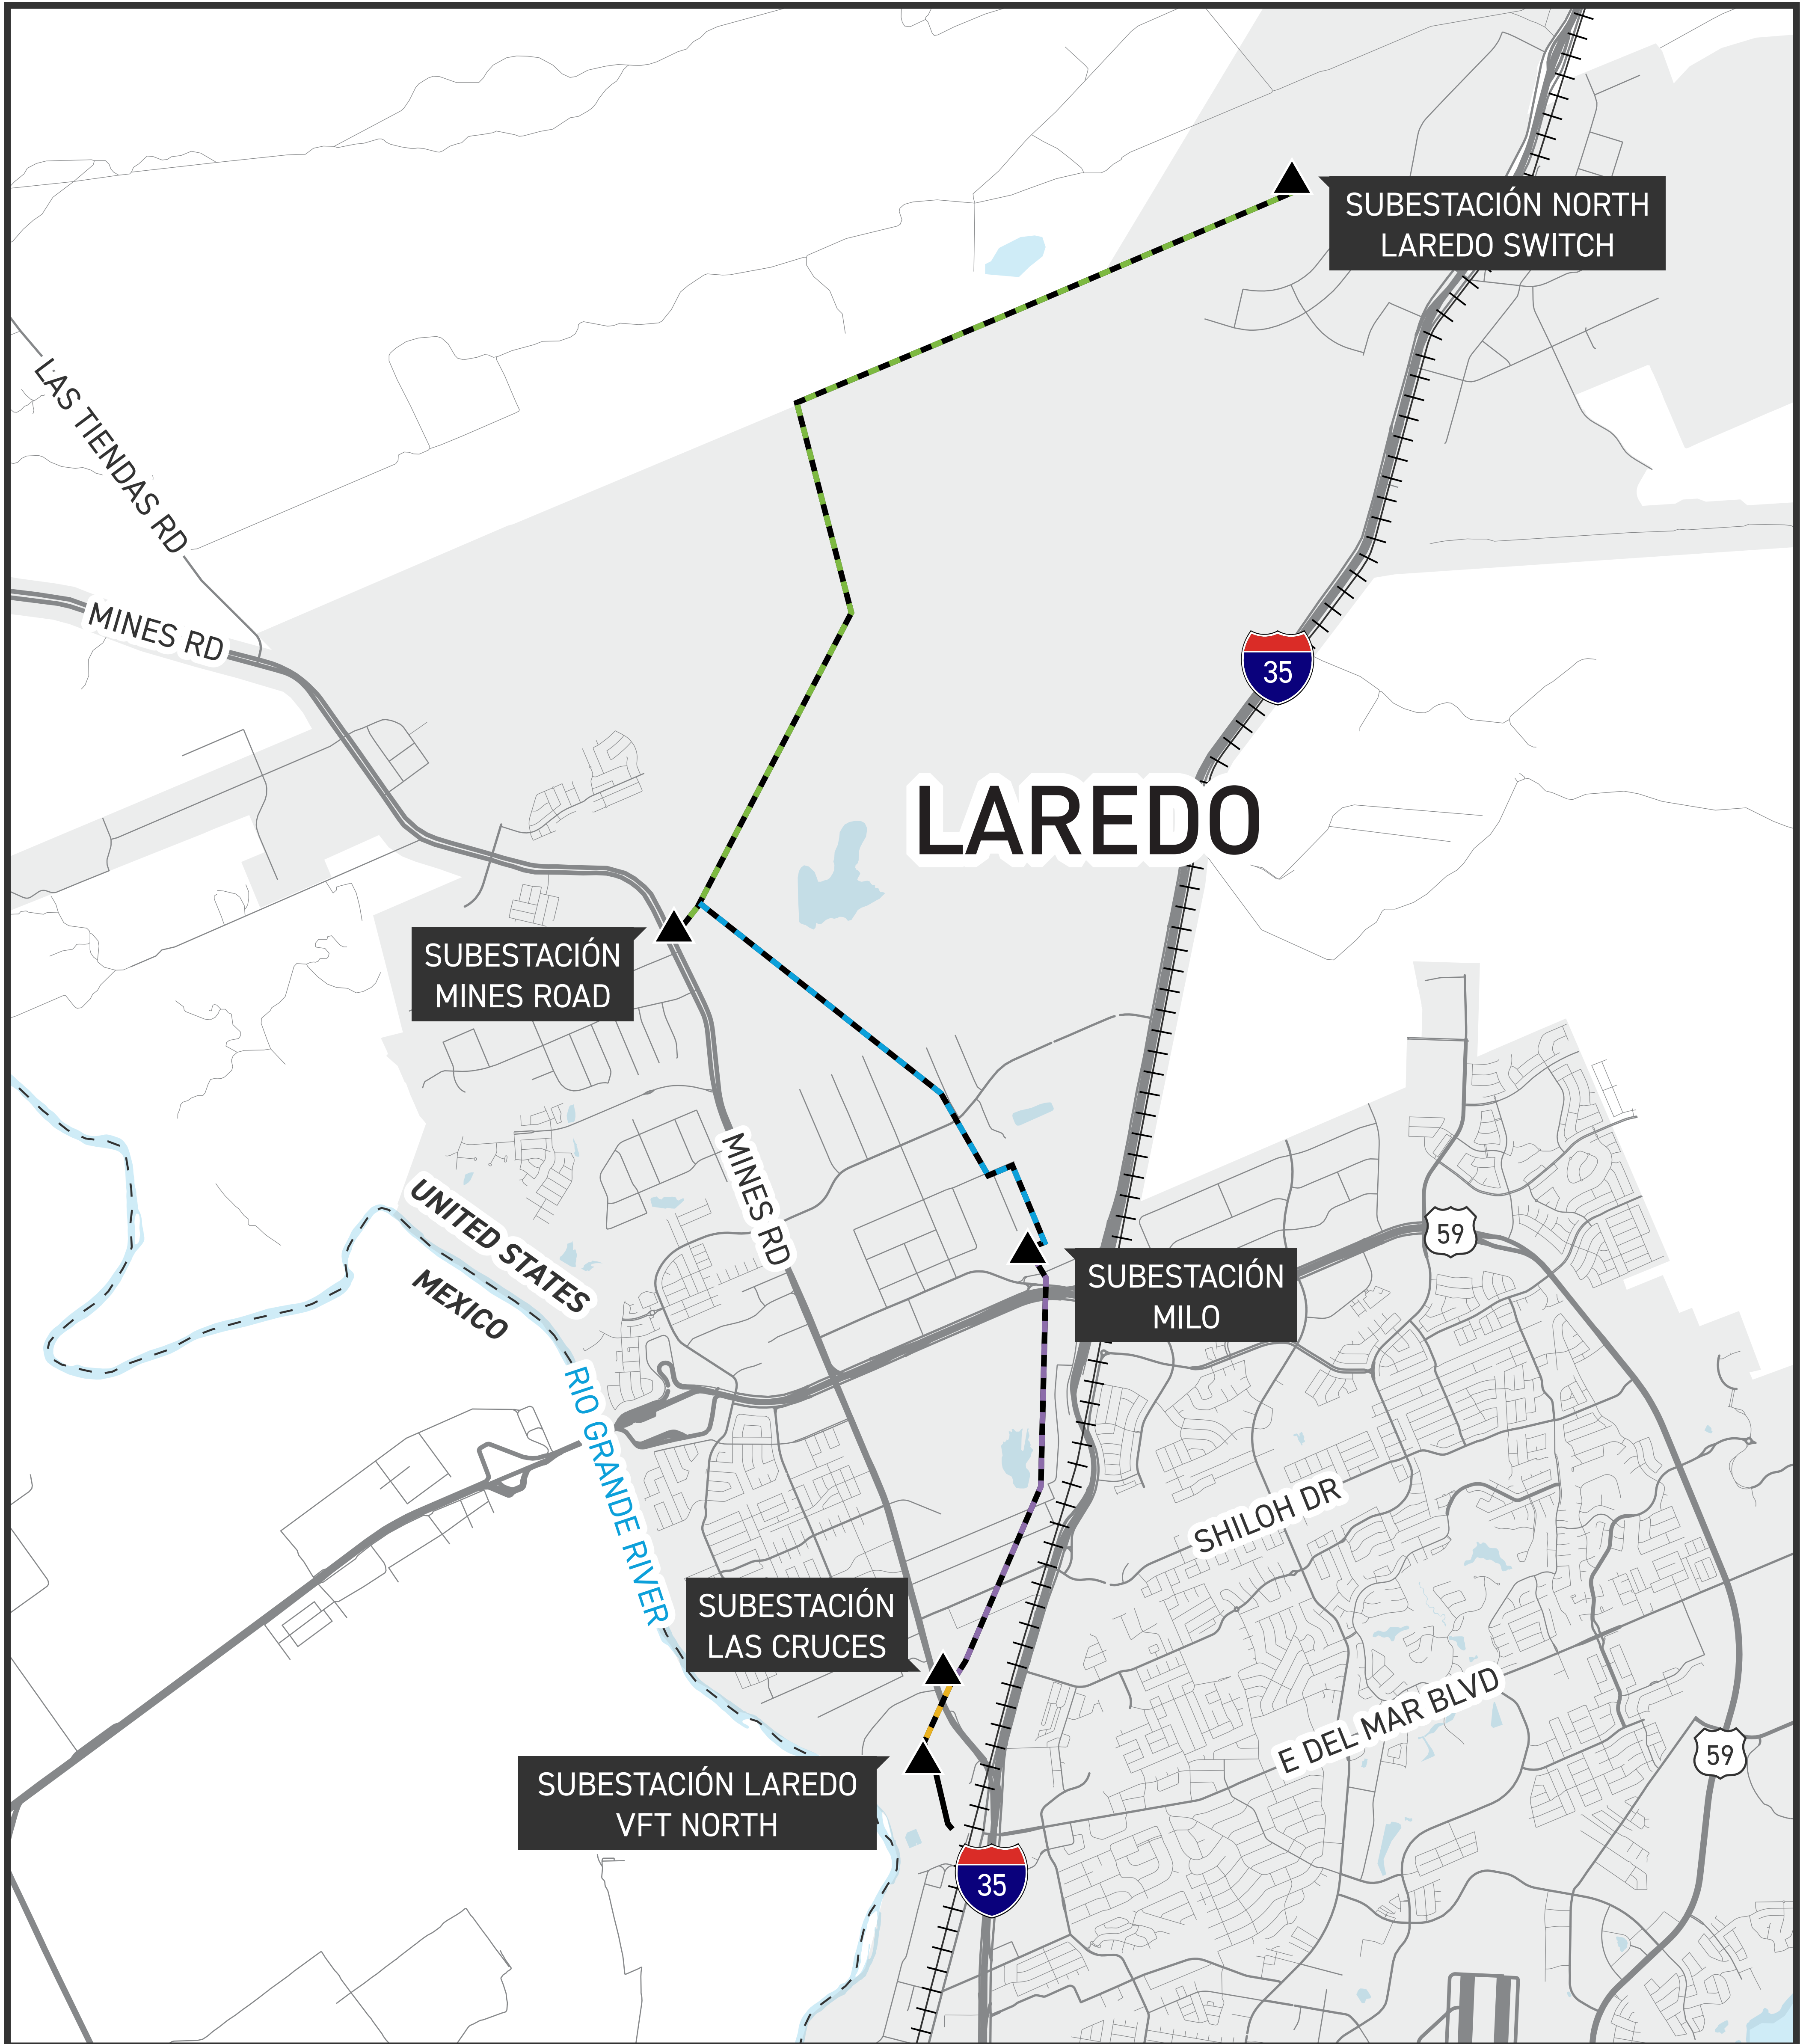 SUBESTACIÓN NORTH
LAREDO SWITCH
LAS TIENDAS RD
MINES RD
35
LAREDO
SUBESTACIÓN
MINES ROAD
MINES RD
UNITED STATES
MEXICO
59
SUBESTACIÓN
MILO
RIO GRANDE RIVER
SHILOH DR
SUBESTACIÓN
LAS CRUCES
E DEL MAR BLVD
59
SUBESTACIÓN LAREDO
VFT NORTH
35